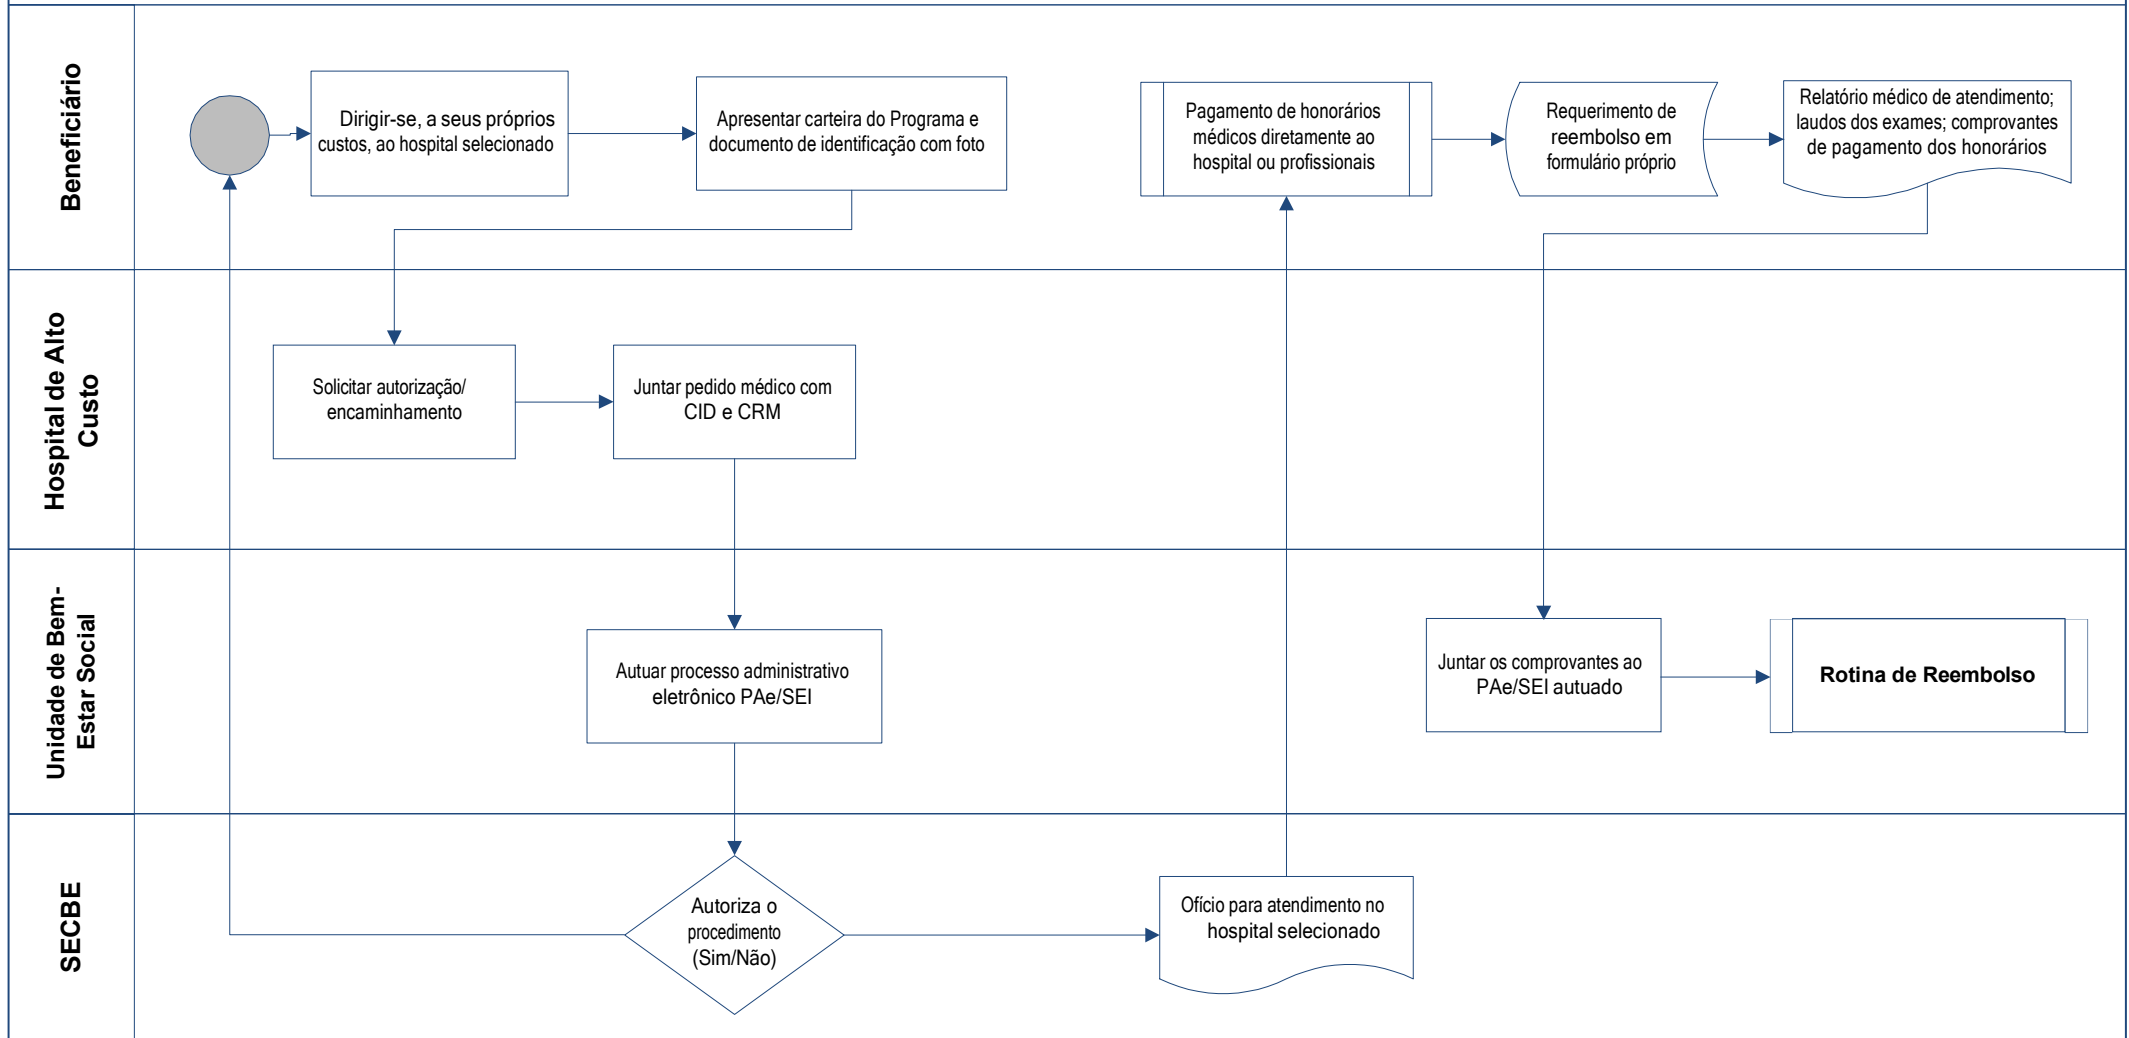 Beneficiário
Dirigir-se, a seus próprios
custos, ao hospital selecionado
Apresentar carteira do Programa e
documento de identificação com foto
Pagamento de honorários
médicos diretamente ao
hospital ou profissionais
Requerimento de
reembolso em
formulário próprio
Relatório médico de atendimento;
laudos dos exames; comprovantes
de pagamento dos honorários
Hospital de Alto
Custo
Solicitar autorização/
encaminhamento
Juntar pedido médico com
CID e CRM
Unidade de Bem-
Estar Social
Autuar processo administrativo
eletrônico PAe/SEI
Juntar os comprovantes ao
PAe/SEI autuado
Rotina de Reembolso
SECBE
Autoriza o
procedimento
(Sim/Não)
Ofício para atendimento no
hospital selecionado